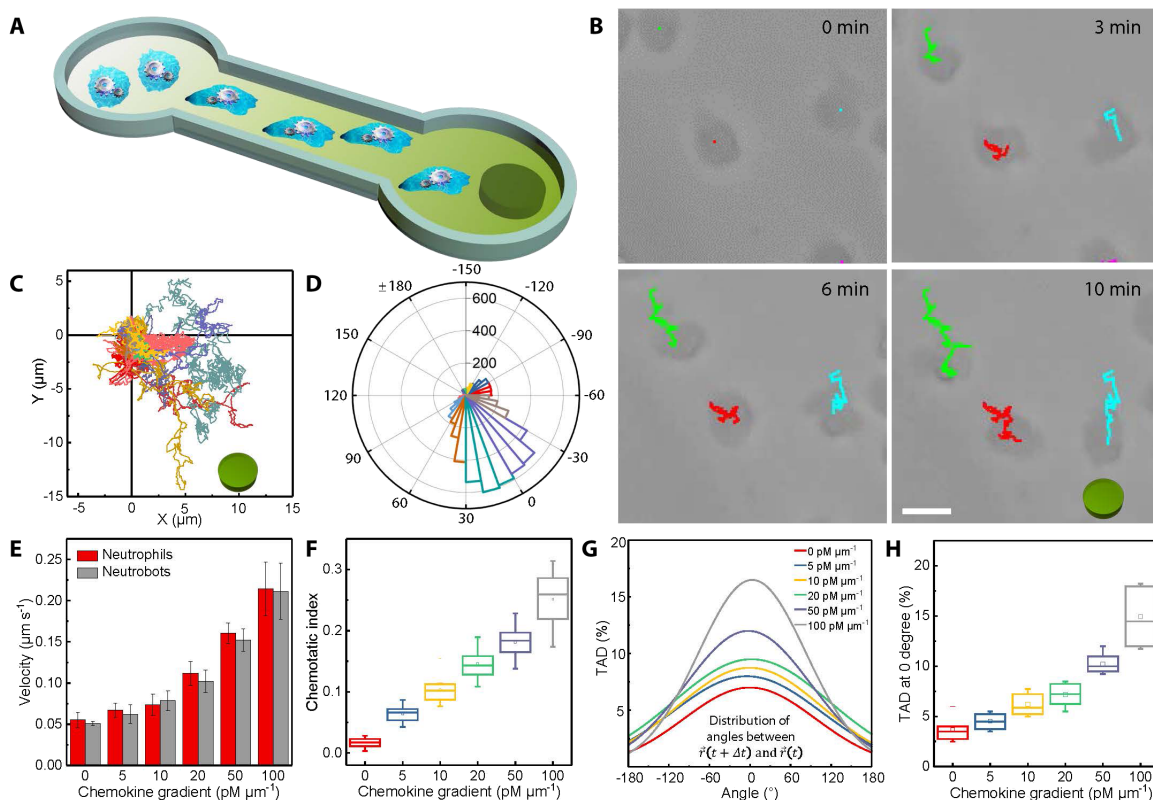 A
B
0 min
3 min
6 min
10 min
C
5
0
-5
-10
-15
Y (μm)
-5
0
5
10
15
X (μm)
D
-150
±180
-120
150
-90
120
-60
90
-30
60
0
30
600
400
200
E
Neutrophils
Neutrobots
0.25
0.20
0.15
0.10
0.05
0.00
Velocity (μm s⁻¹)
0
5
10
20
50
100
Chemokine gradient (pM μm⁻¹)
F
0.3
0.2
0.1
0.0
Chemotatic index
0
5
10
20
50
100
Chemokine gradient (pM μm⁻¹)
G
20
15
10
5
TAD (%)
0 pM μm⁻¹
5 pM μm⁻¹
10 pM μm⁻¹
20 pM μm⁻¹
50 pM μm⁻¹
100 pM μm⁻¹
Distribution of
angles between
r⃗(t + Δt) and r⃗(t)
-180
-120
-60
0
60
120
180
Angle (°)
H
20
15
10
5
0
TAD at 0 degree (%)
0
5
10
20
50
100
Chemokine gradient (pM μm⁻¹)